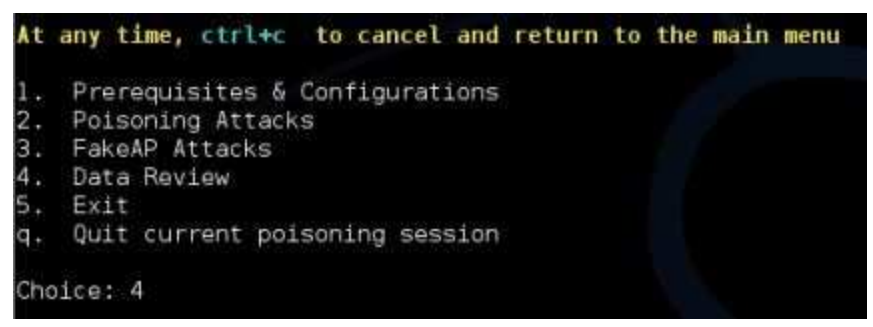 At any time, ctrl+c to cancel and return to the main menu
1. Prerequisites & Configurations
2. Poisoning Attacks
3. FakeAP Attacks
4. Data Review
5. Exit
q. Quit current poisoning session
Choice: 4